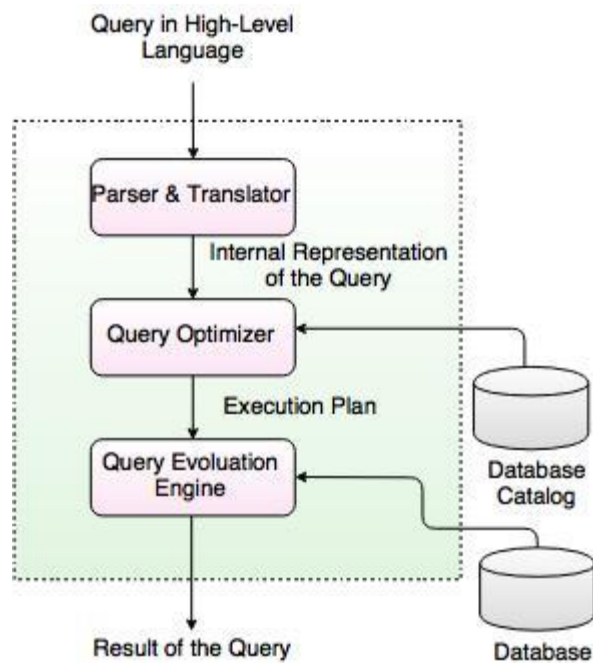 Query in High-Level
Language
Parser & Translator
Internal Representation
of the Query
Query Optimizer
Execution Plan
Database
Catalog
Query Evoluation
Engine
Database
Result of the Query